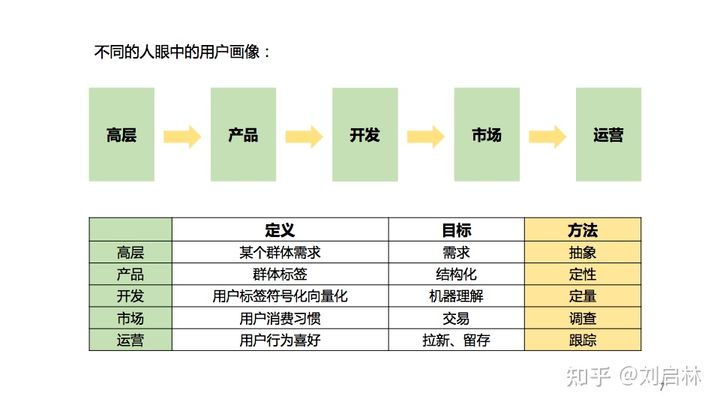 不同的人眼中的用户画像：
高层 产品 开发 市场 运营
定义 目标 方法
高层 某个群体需求 需求 抽象
产品 群体标签 结构化 定性
开发 用户标签符号化向量化 机器理解 定量
市场 用户消费习惯 交易 调查
运营 用户行为喜好 拉新、留存 跟踪
知乎 @刘启林
7